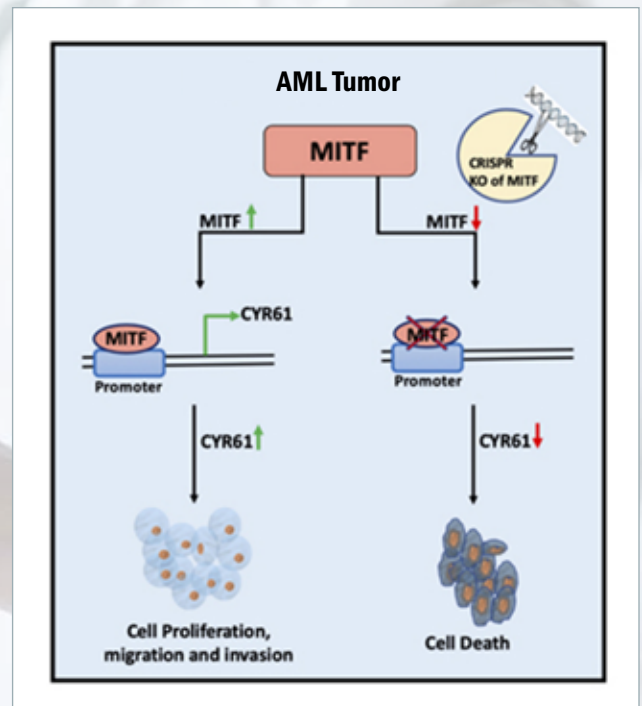 AML Tumor
MITF
CRISPR
KO of MITF
MITF
MITF
CYR61
MITF
Promoter
MITF
Promoter
CYR61
CYR61
Cell Proliferation,
migration and invasion
Cell Death